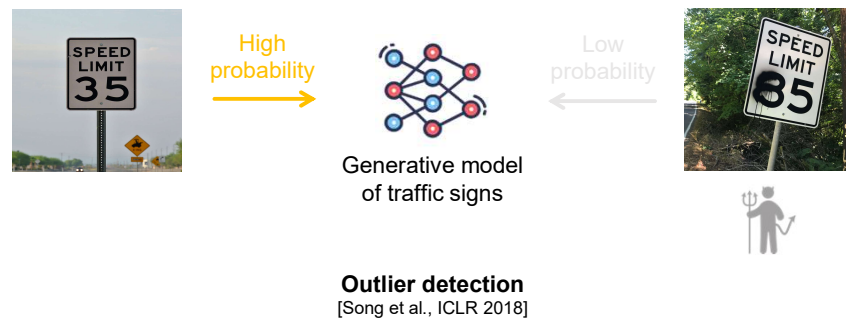 SPEED
LIMIT
35
High
probability
Low
probability
SPEED
LIMIT
85
Generative model
of traffic signs
Outlier detection
[Song et al., ICLR 2018]